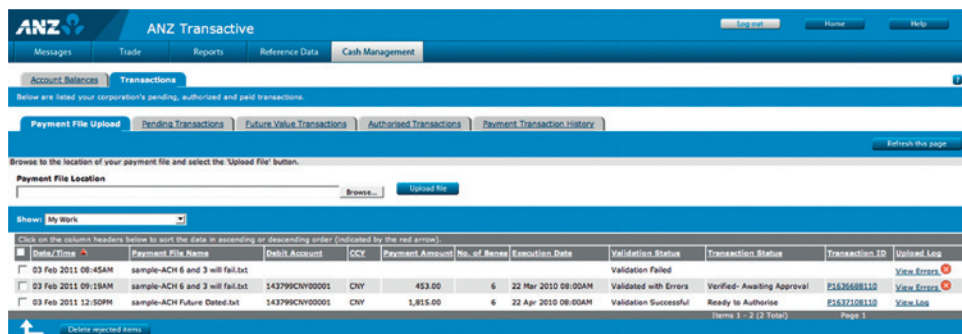 ANZ ANZ Transactive Log out Home Help
Messages Trade Reports Reference Data Cash Management
Account Balances Transactions ?
Below are listed your corporation's pending, authorized and paid transactions.
Payment File Upload Pending Transactions Future Value Transactions Authorised Transactions Payment Transaction History
Refresh this page
Browse to the location of your payment file and select the 'Upload File' button.
Payment File Location
Browse... Upload file
Show: My Work
Click on the column headers below to sort the data in ascending or descending order (indicated by the red arrow).
Date/Time Payment File Name Debit Account CCY Payment Amount No. of Benes Execution Date Validation Status Transaction Status Transaction ID Upload Log
03 Feb 2011 08:45AM sample-ACH 6 and 3 will fail.txt Validation Failed View Errors
03 Feb 2011 09:19AM sample-ACH 6 and 3 will fail.txt 143799CNY00001 CNY 453.00 6 22 Mar 2010 08:00AM Validated with Errors Verified- Awaiting Approval P1636608110 View Errors
03 Feb 2011 12:50PM sample-ACH Future Dated.txt 143799CNY00001 CNY 1,815.00 6 22 Apr 2010 08:00AM Validation Successful Ready to Authorise P1637108110 View Log
Items 1 - 2 (2 Total) Page 1
Delete rejected items